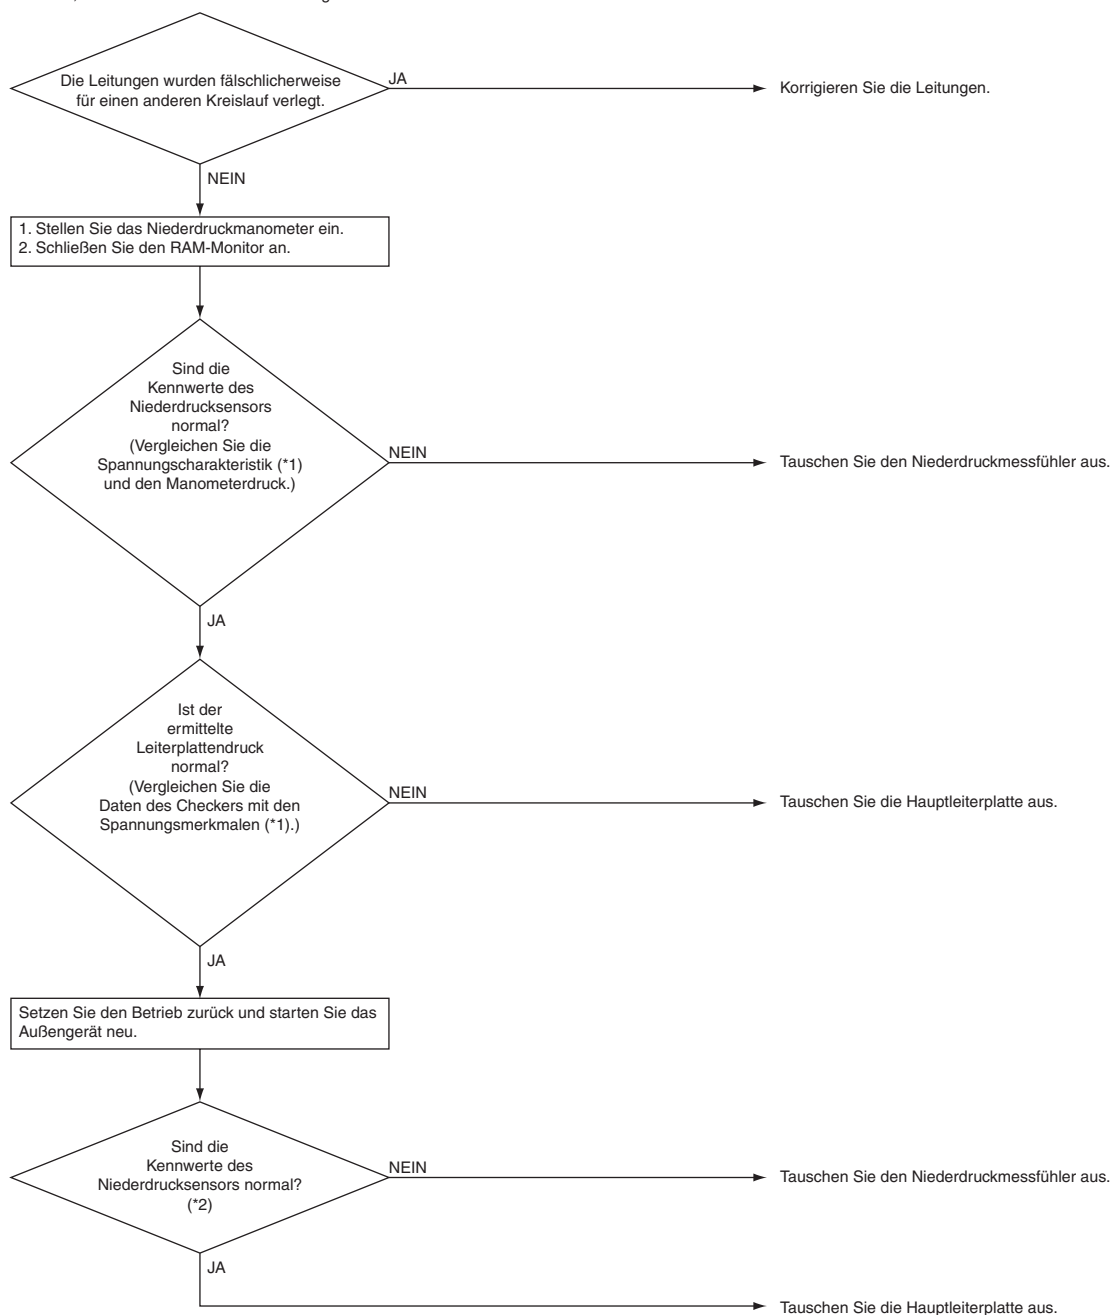 Die Leitungen wurden fälschlicherweise
für einen anderen Kreislauf verlegt.
JA
Korrigieren Sie die Leitungen.
NEIN
1. Stellen Sie das Niederdruckmanometer ein.
2. Schließen Sie den RAM-Monitor an.
Sind die
Kennwerte des
Niederdrucksensors
normal?
(Vergleichen Sie die
Spannungscharakteristik (*1)
und den Manometerdruck.)
NEIN
Tauschen Sie den Niederdruckmessfühler aus.
JA
Ist der
ermittelte
Leiterplattendruck
normal?
(Vergleichen Sie die
Daten des Checkers mit den
Spannungsmerkmalen (*1).)
NEIN
Tauschen Sie die Hauptleiterplatte aus.
JA
Setzen Sie den Betrieb zurück und starten Sie das
Außengerät neu.
Sind die
Kennwerte des
Niederdrucksensors normal?
(*2)
NEIN
Tauschen Sie den Niederdruckmessfühler aus.
JA
Tauschen Sie die Hauptleiterplatte aus.